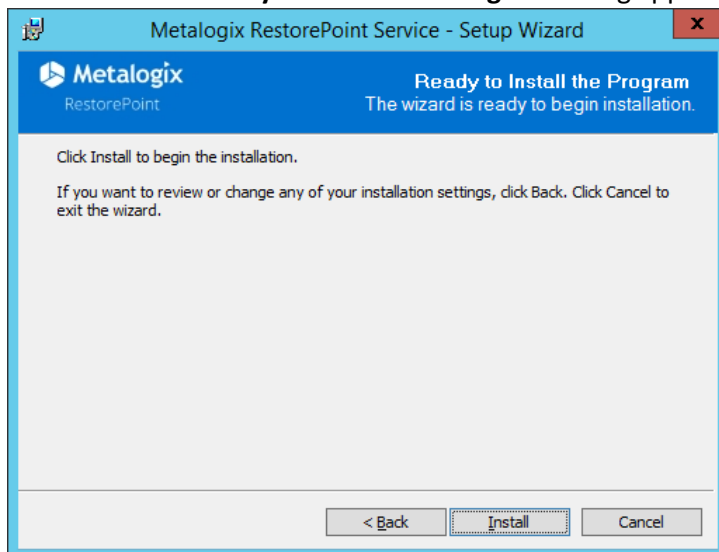 Metalogix RestorePoint Service - Setup Wizard
x
Metalogix
RestorePoint
Ready to Install the Program
The wizard is ready to begin installation.
Click Install to begin the installation.
If you want to review or change any of your installation settings, click Back. Click Cancel to
exit the wizard.
< Back
Install
Cancel